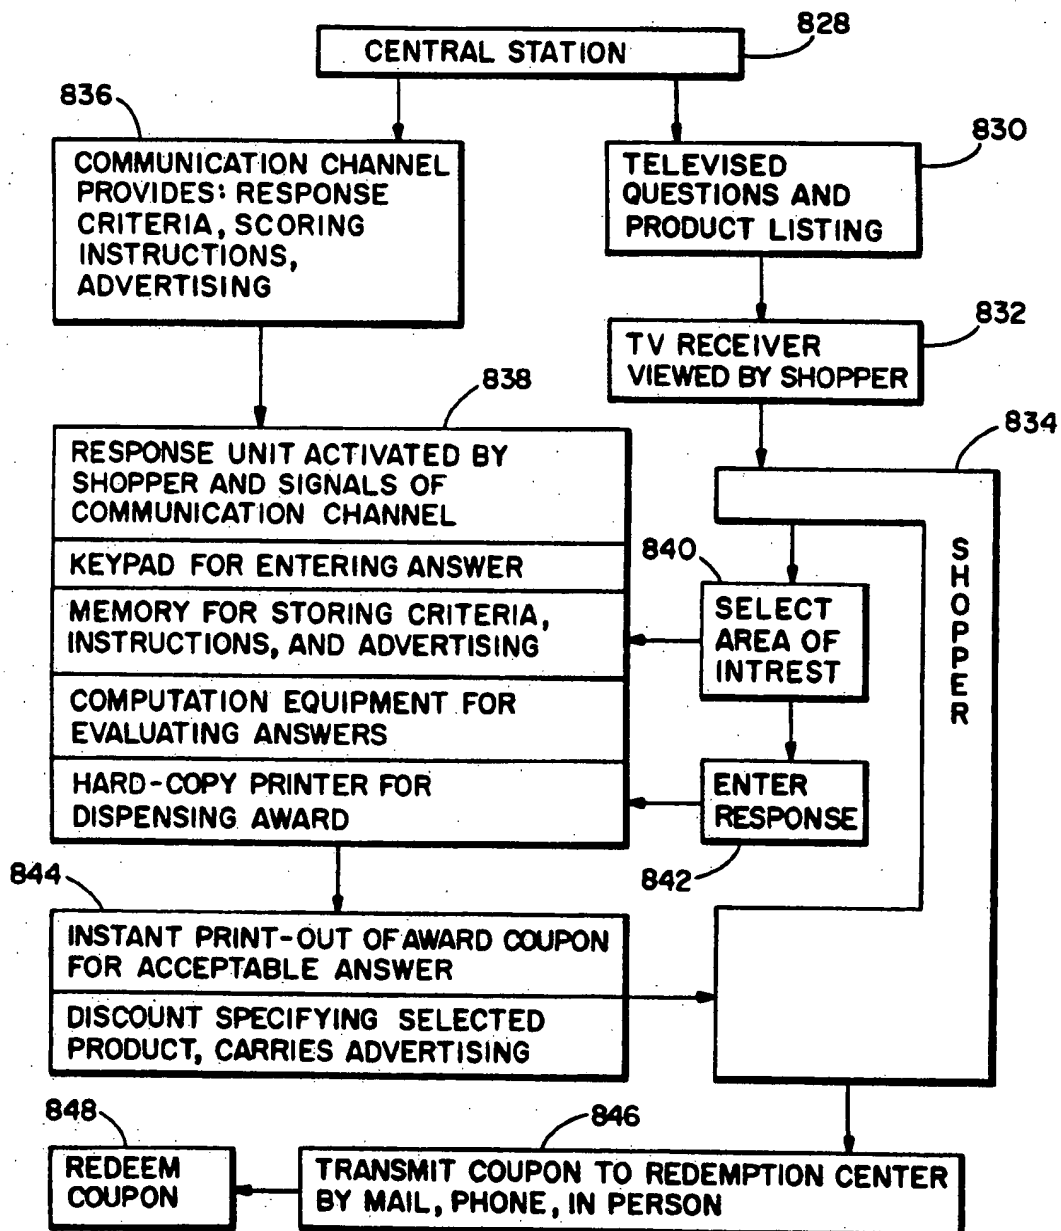 828
CENTRAL STATION
836
COMMUNICATION CHANNEL
PROVIDES: RESPONSE
CRITERIA, SCORING
INSTRUCTIONS,
ADVERTISING
830
TELEVISED
QUESTIONS AND
PRODUCT LISTING
832
TV RECEIVER
VIEWED BY SHOPPER
838
RESPONSE UNIT ACTIVATED BY
SHOPPER AND SIGNALS OF
COMMUNICATION CHANNEL
KEYPAD FOR ENTERING ANSWER
MEMORY FOR STORING CRITERIA,
INSTRUCTIONS, AND ADVERTISING
COMPUTATION EQUIPMENT FOR
EVALUATING ANSWERS
HARD-COPY PRINTER FOR
DISPENSING AWARD
834
SHOPPER
840
SELECT
AREA OF
INTREST
ENTER
RESPONSE
842
844
INSTANT PRINT-OUT OF AWARD COUPON
FOR ACCEPTABLE ANSWER
DISCOUNT SPECIFYING SELECTED
PRODUCT, CARRIES ADVERTISING
846
TRANSMIT COUPON TO REDEMPTION CENTER
BY MAIL, PHONE, IN PERSON
848
REDEEM
COUPON